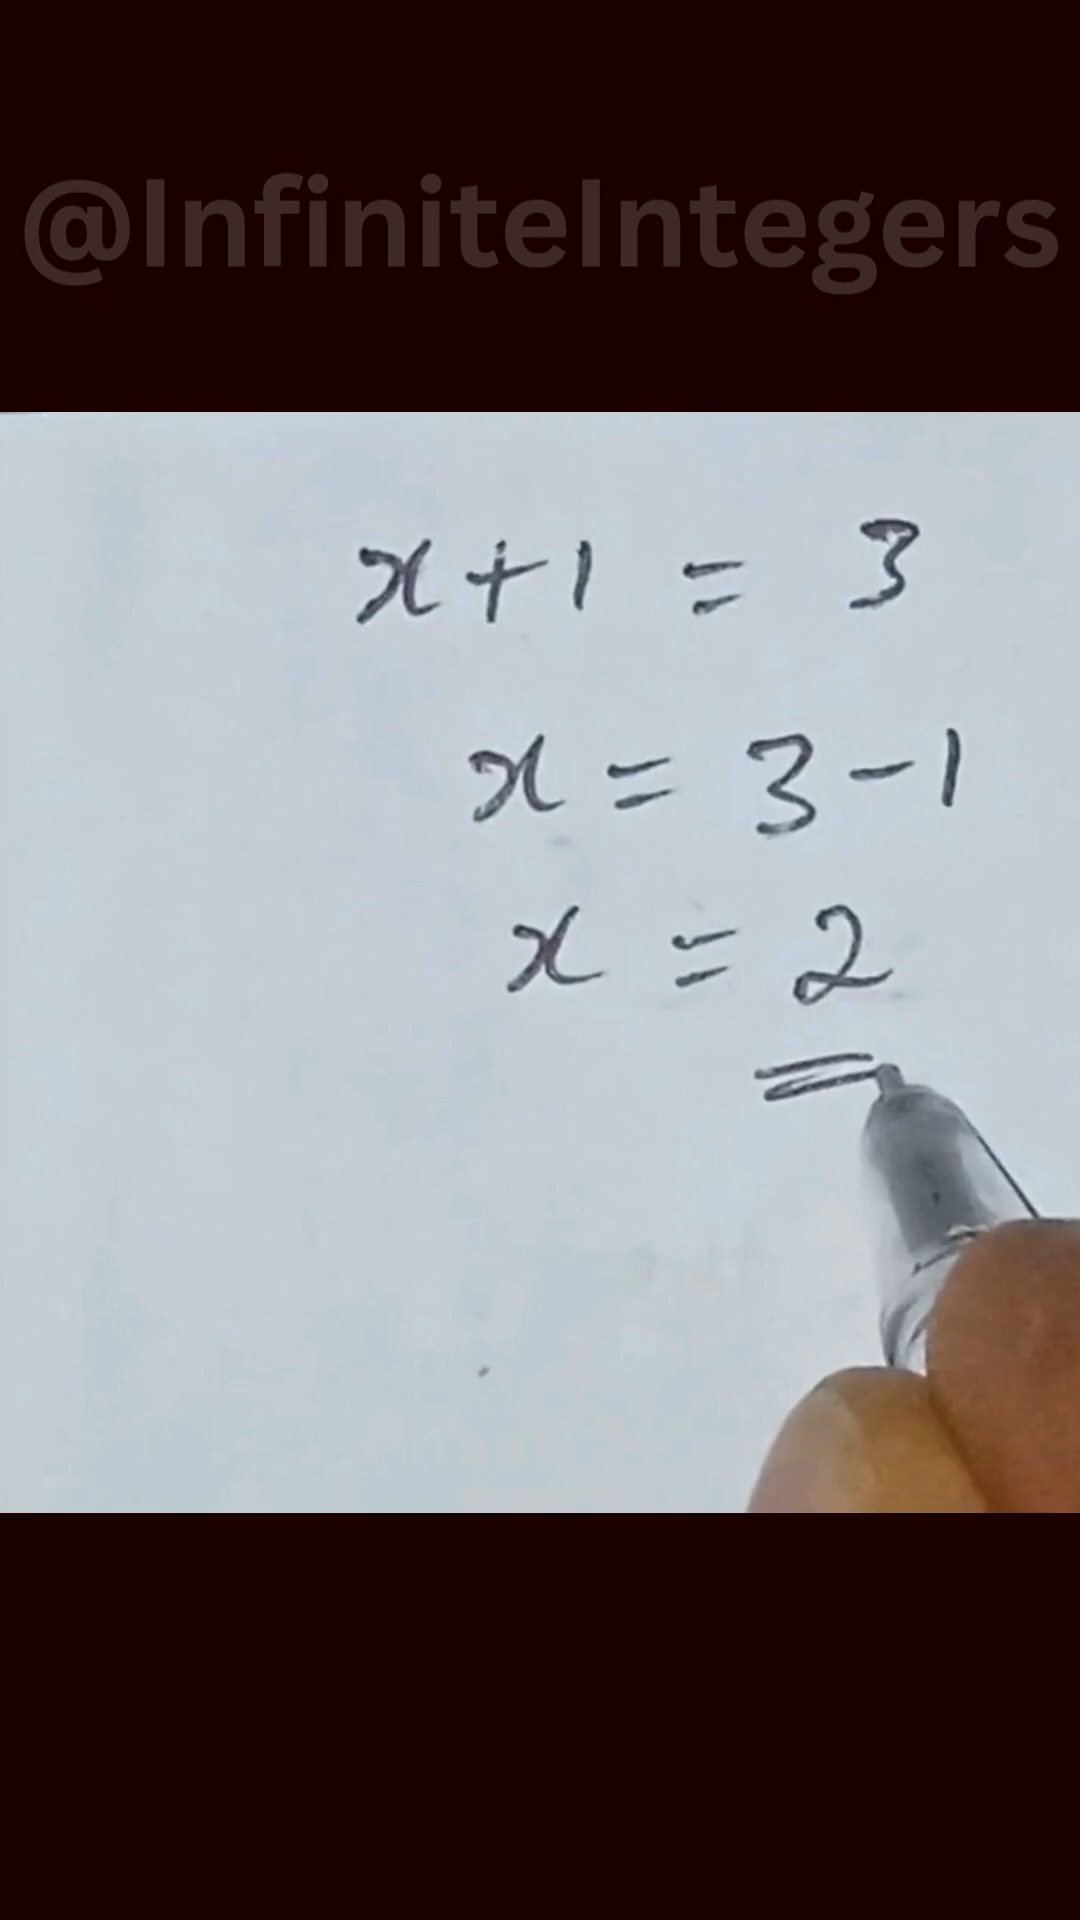 @InfiniteIntegers
x+1 = 3
x = 3-1
x = 2